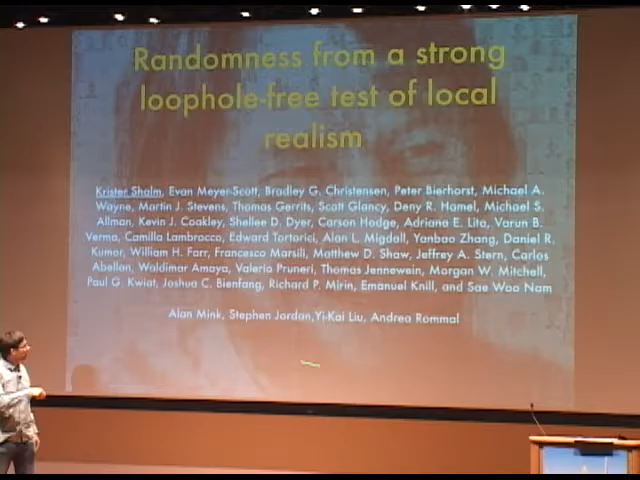 Randomness from a strong
loophole-free test of local
realism
Krister Shalm, Evan Meyer-Scott, Bradley G. Christensen, Peter Bierhorst, Michael A.
Wayne, Martin J. Stevens, Thomas Gerrits, Scott Glancy, Deny R. Hamel, Michael S.
Allman, Kevin J. Coakley, Shellee D. Dyer, Carson Hodge, Adriana E. Lita, Varun B.
Verma, Camilla Lambrocco, Edward Tortorici, Alan L. Migdall, Yanbao Zhang, Daniel R.
Kumor, William H. Farr, Francesco Marsili, Matthew D. Shaw, Jeffrey A. Stern, Carlos
Abellan, Waldimar Amaya, Valerio Pruneri, Thomas Jennewein, Morgan W. Mitchell,
Paul G. Kwiat, Joshua C. Bienfang, Richard P. Mirin, Emanuel Knill, and Sae Woo Nam
Alan Mink, Stephen Jordan,Yi-Kai Liu, Andrea Rommal